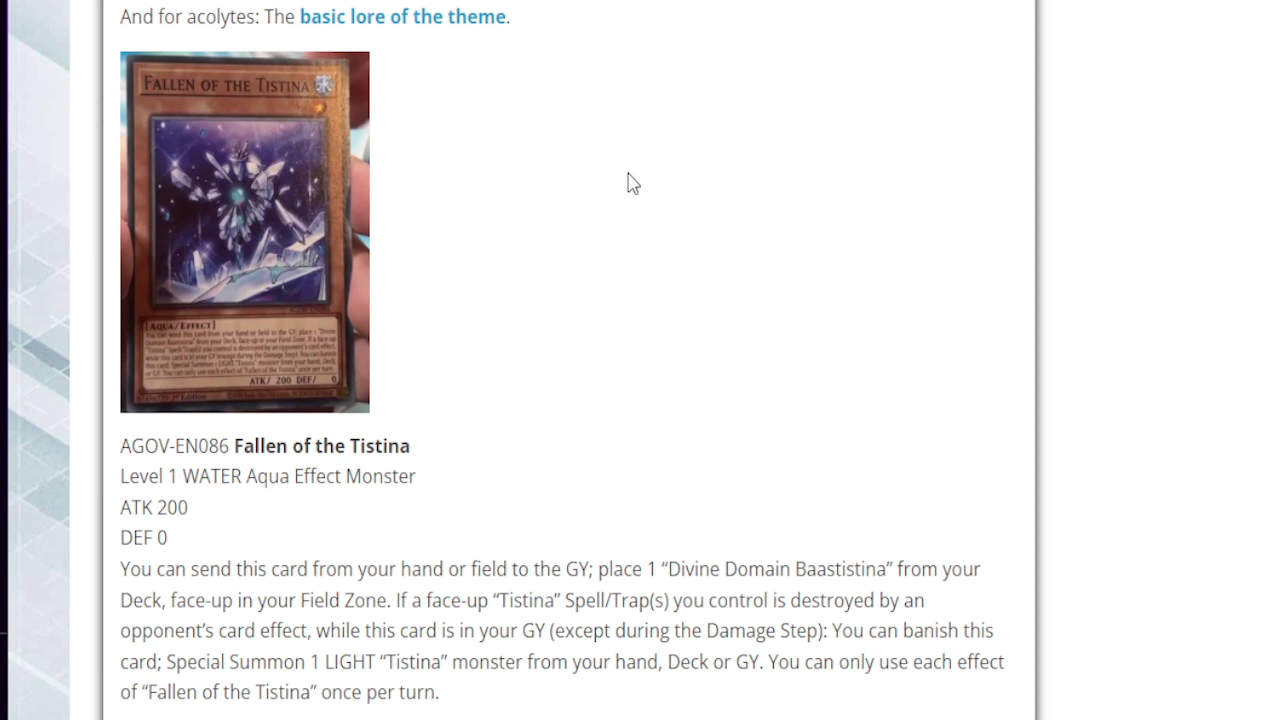 And for acolytes: The basic lore of the theme.
FALLEN OF THE TISTINA
[AQUA/EFFECT]
ATK/ 200 DEF/ 0
1st Edition
AGOV-EN086 Fallen of the Tistina
Level 1 WATER Aqua Effect Monster
ATK 200
DEF 0
You can send this card from your hand or field to the GY; place 1 “Divine Domain Baastistina” from your
Deck, face-up in your Field Zone. If a face-up “Tistina” Spell/Trap(s) you control is destroyed by an
opponent’s card effect, while this card is in your GY (except during the Damage Step): You can banish this
card; Special Summon 1 LIGHT “Tistina” monster from your hand, Deck or GY. You can only use each effect
of “Fallen of the Tistina” once per turn.